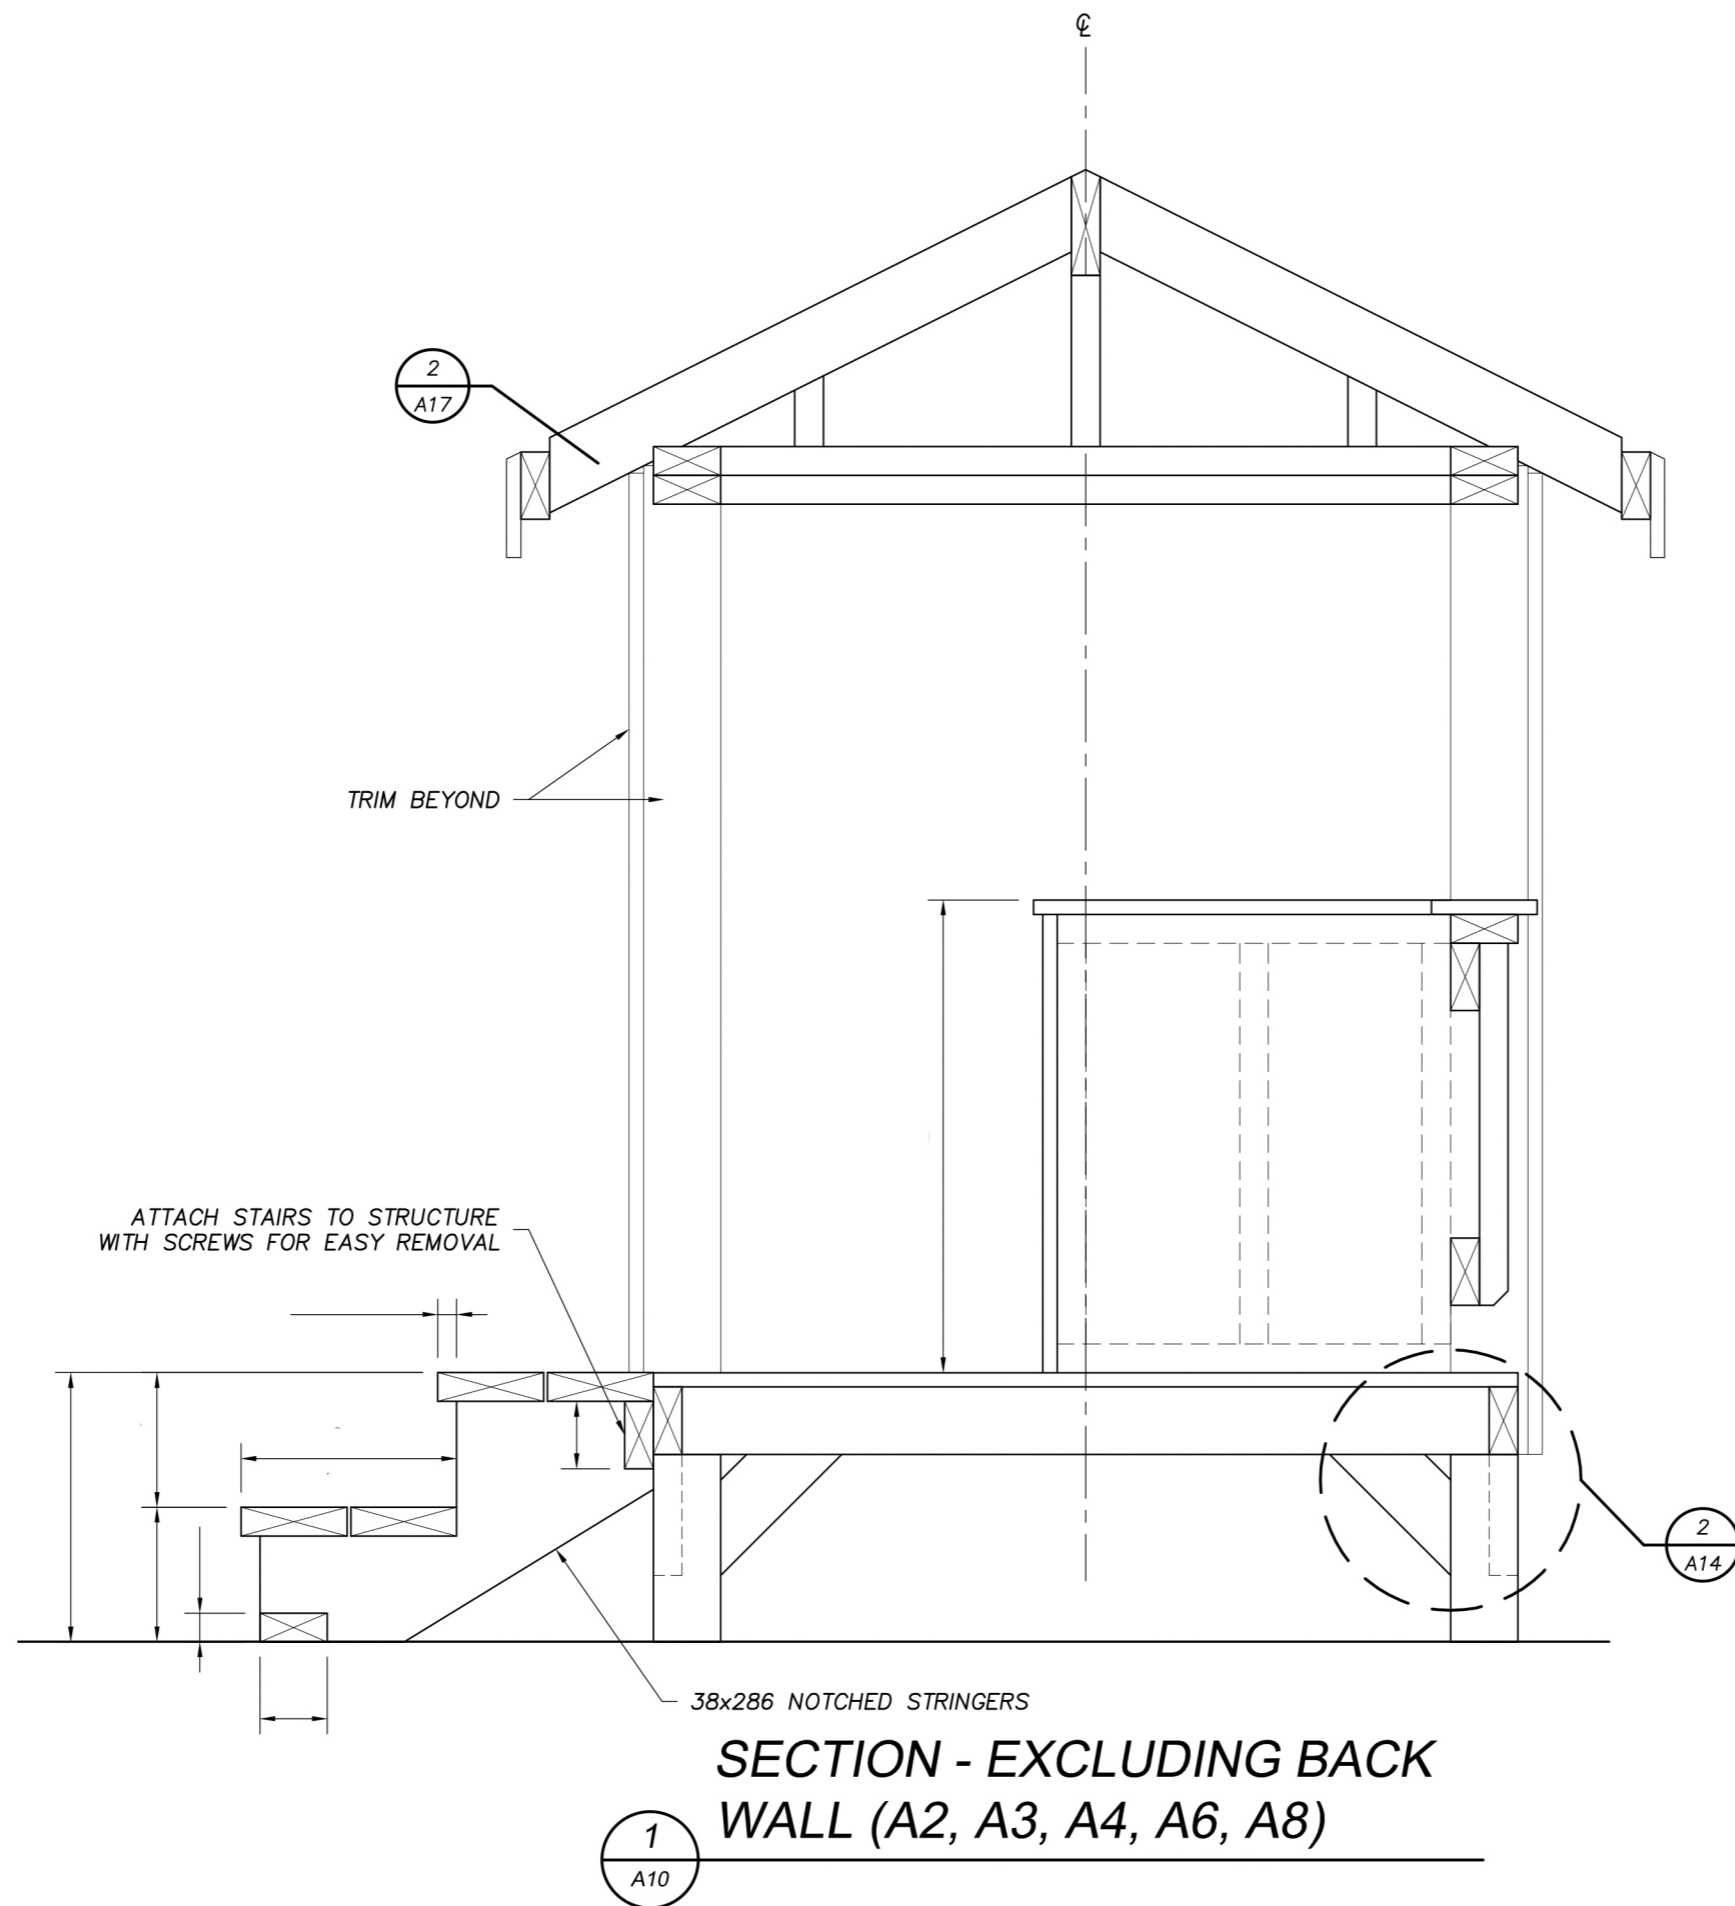 ℄
2
A17
TRIM BEYOND
ATTACH STAIRS TO STRUCTURE
WITH SCREWS FOR EASY REMOVAL
2
A14
38x286 NOTCHED STRINGERS
SECTION - EXCLUDING BACK
WALL (A2, A3, A4, A6, A8)
1
A10